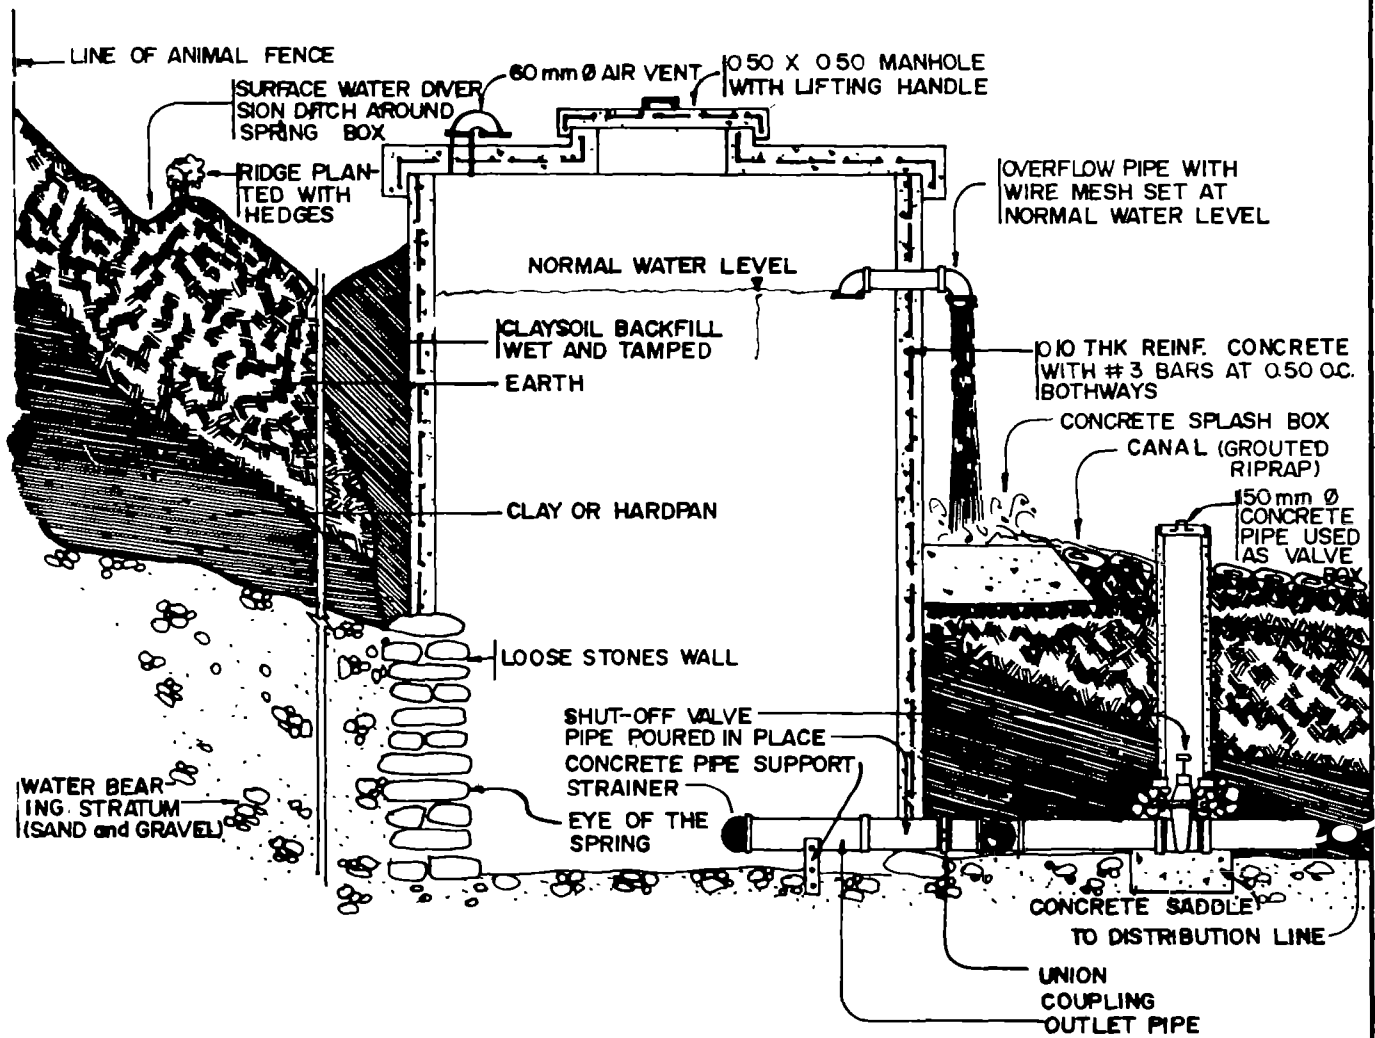 LINE OF ANIMAL FENCE
SURFACE WATER DIVER
SION DITCH AROUND
SPRING BOX
60 mm Ø AIR VENT
0 50 X 0 50 MANHOLE
WITH LIFTING HANDLE
RIDGE PLAN-
TED WITH
HEDGES
OVERFLOW PIPE WITH
WIRE MESH SET AT
NORMAL WATER LEVEL
NORMAL WATER LEVEL
CLAYSOIL BACKFILL
WET AND TAMPED
EARTH
0 10 THK REINF. CONCRETE
WITH # 3 BARS AT 0.50 O.C.
BOTHWAYS
CONCRETE SPLASH BOX
CANAL (GROUTED
RIPRAP)
150 mm Ø
CONCRETE
PIPE USED
AS VALVE
BOX
CLAY OR HARDPAN
LOOSE STONES WALL
SHUT-OFF VALVE
PIPE POURED IN PLACE
CONCRETE PIPE SUPPORT
STRAINER
WATER BEAR-
ING STRATUM
(SAND and GRAVEL)
EYE OF THE
SPRING
CONCRETE SADDLE
TO DISTRIBUTION LINE
UNION
COUPLING
OUTLET PIPE